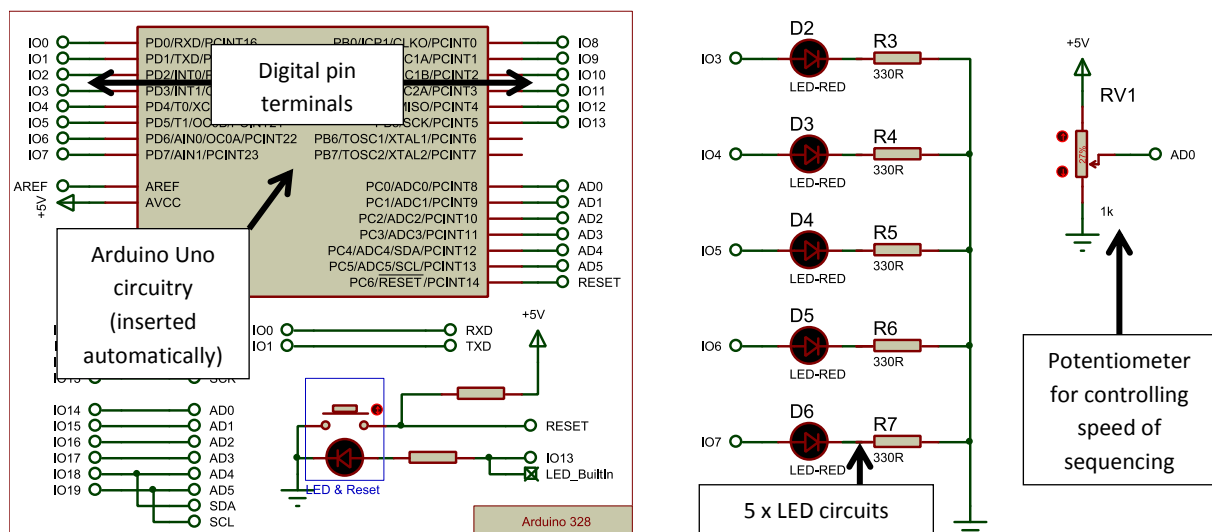 IO0
IO1
IO2
IO3
IO4
IO5
IO6
IO7
AREF
+5V
PD0/RXD/PCINT16
PD1/TXD/
PD2/INT0/
PD3/INT1/
PD4/T0/XC
PD5/T1/
PD6/AIN0/OC0A/PCINT22
PD7/AIN1/PCINT23
AREF
AVCC
Digital pin
terminals
PB0/ICP1/CLKO/PCINT0
C1A/PCINT1
C1B/PCINT2
C2A/PCINT3
MISO/PCINT4
PB5/SCK/PCINT5
PB6/TOSC1/XTAL1/PCINT6
PB7/TOSC2/XTAL2/PCINT7
PC0/ADC0/PCINT8
PC1/ADC1/PCINT9
PC2/ADC2/PCINT10
PC3/ADC3/PCINT11
PC4/ADC4/SDA/PCINT12
PC5/ADC5/SCL/PCINT13
PC6/RESET/PCINT14
IO8
IO9
IO10
IO11
IO12
IO13
AD0
AD1
AD2
AD3
AD4
AD5
RESET
Arduino Uno
circuitry
(inserted
automatically)
IO0
IO1
RXD
TXD
IO13
SCK
IO14
IO15
IO16
IO17
IO18
IO19
AD0
AD1
AD2
AD3
AD4
AD5
SDA
SCL
+5V
RESET
IO13
LED_BuiltIn
LED & Reset
Arduino 328
IO3
D2
LED-RED
R3
330R
IO4
D3
LED-RED
R4
330R
IO5
D4
LED-RED
R5
330R
IO6
D5
LED-RED
R6
330R
IO7
D6
LED-RED
R7
330R
5 x LED circuits
+5V
RV1
27%
AD0
1k
Potentiometer
for controlling
speed of
sequencing